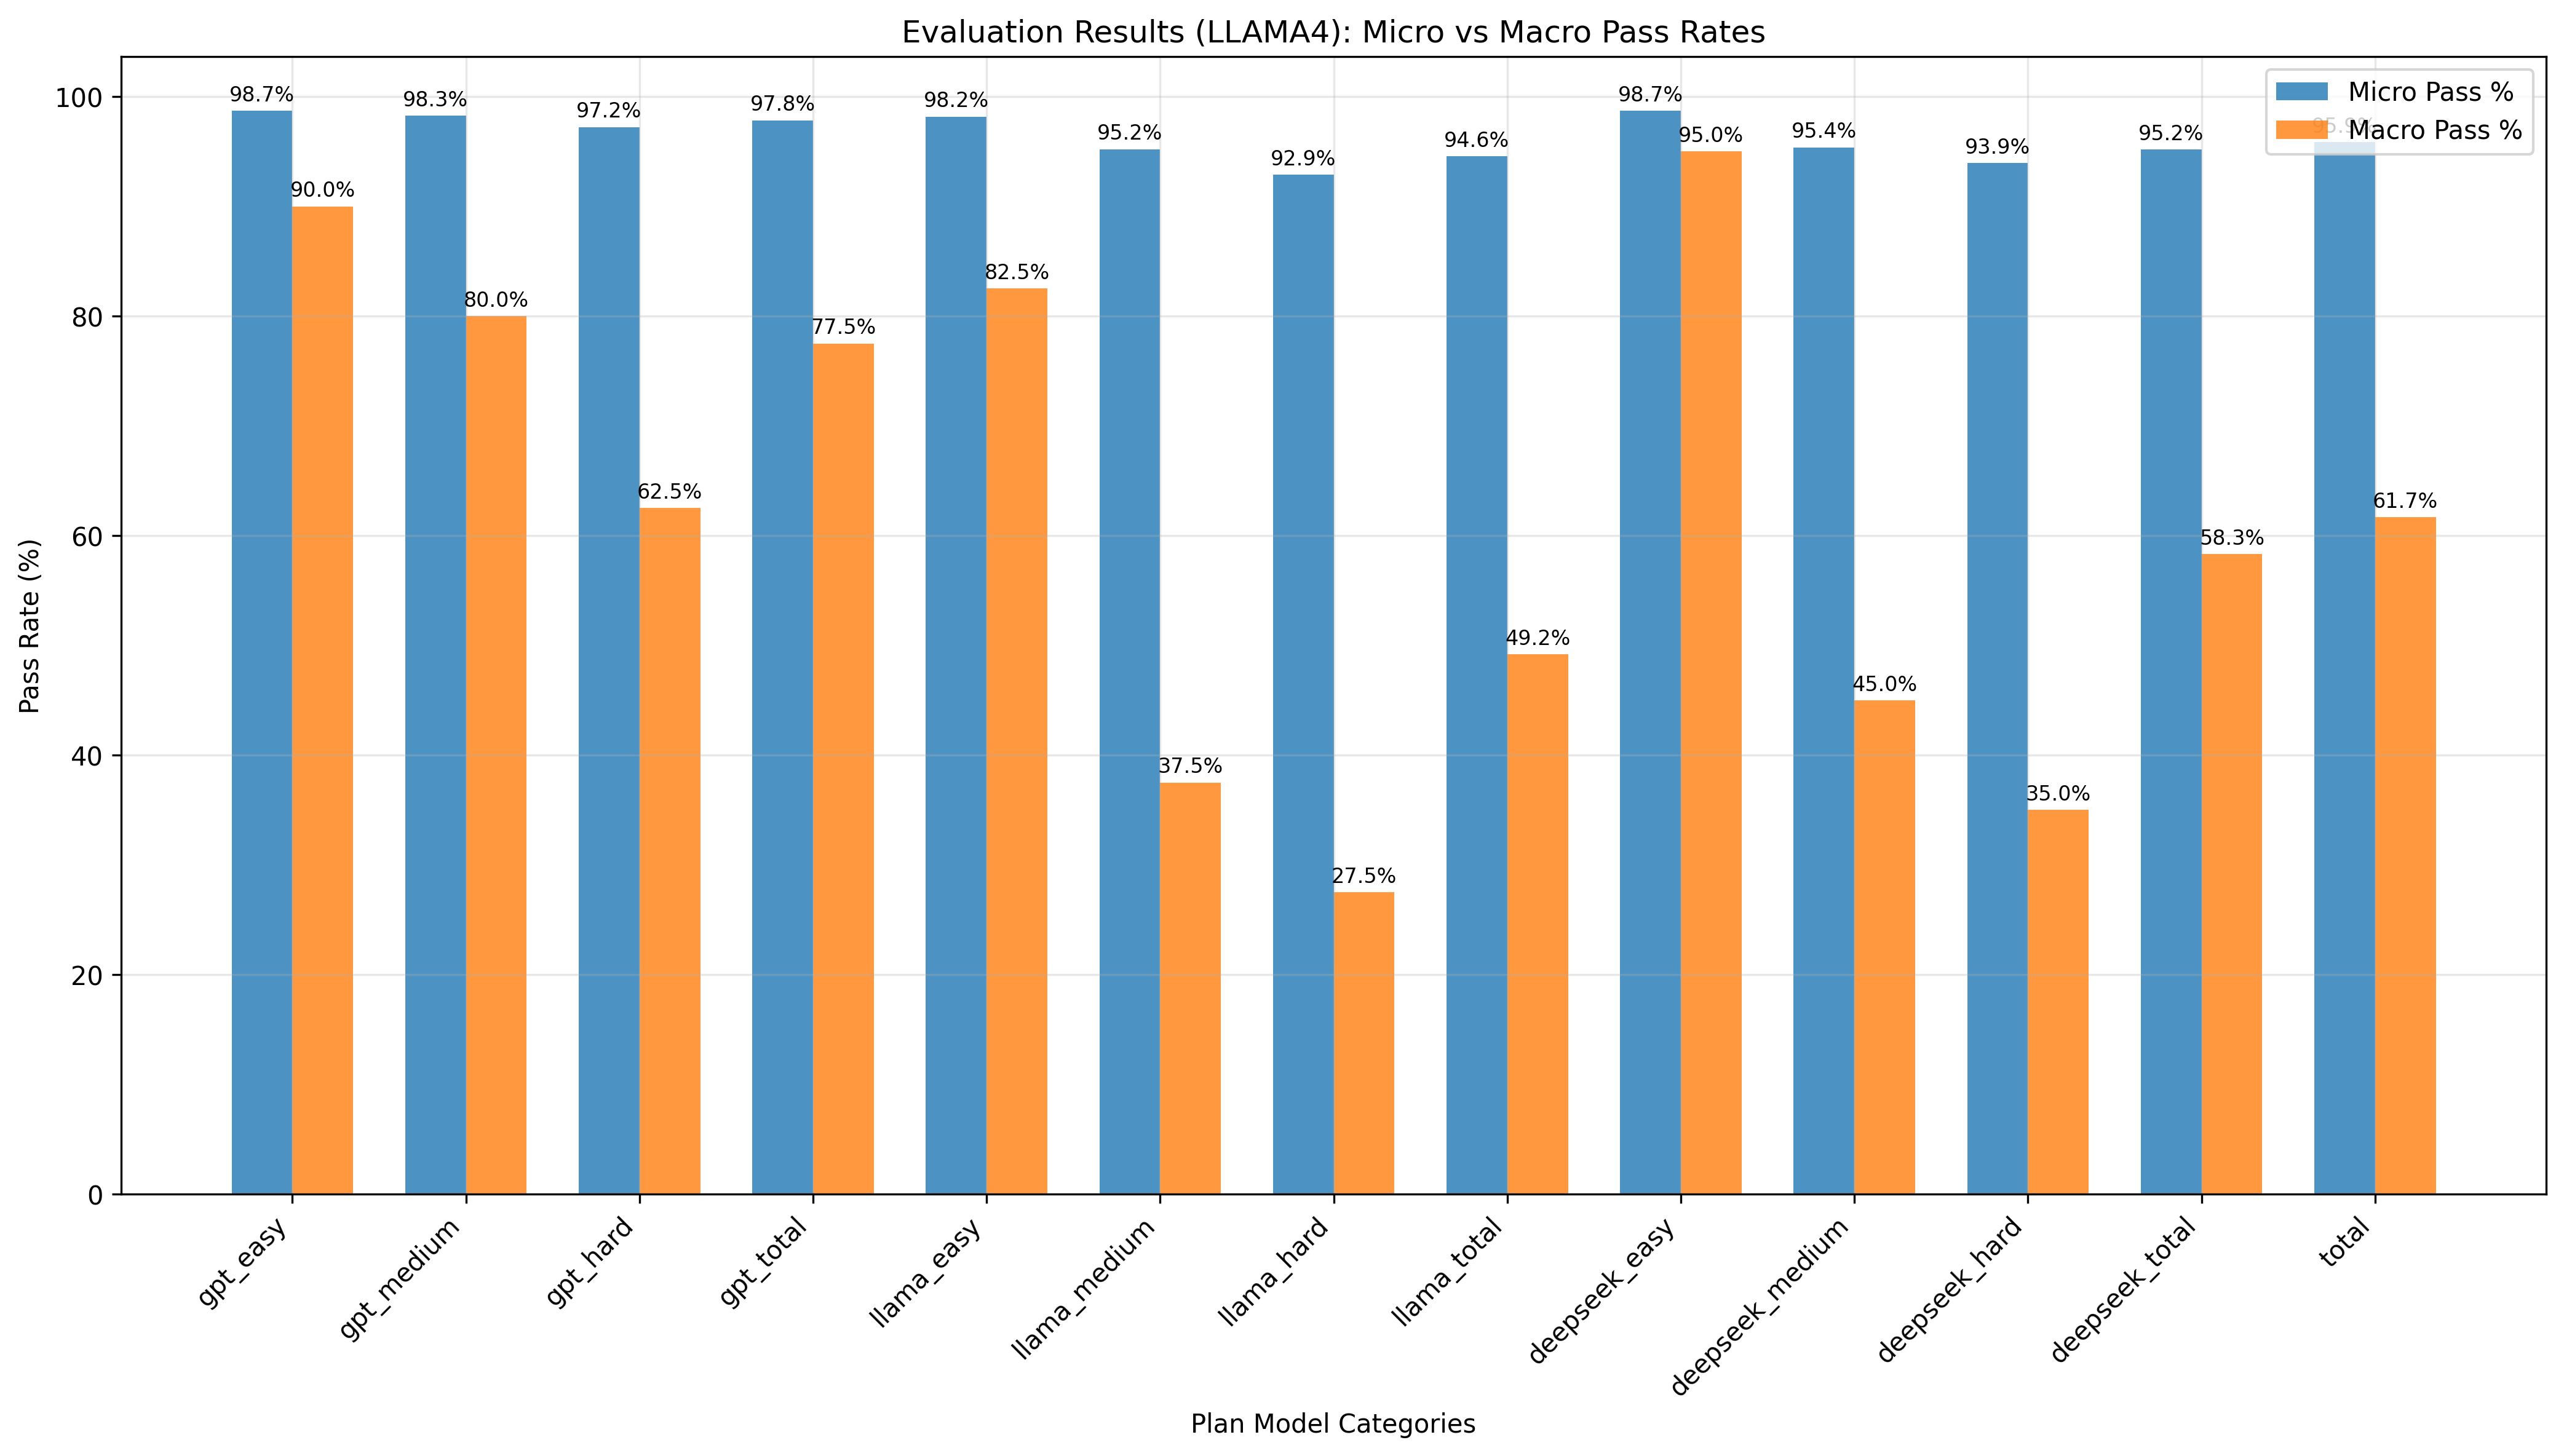 Evaluation Results (LLAMA4): Micro vs Macro Pass Rates
Micro Pass %
Macro Pass %
Pass Rate (%)
100
80
60
40
20
0
98.7%
90.0%
98.3%
80.0%
97.2%
62.5%
97.8%
77.5%
98.2%
82.5%
95.2%
37.5%
92.9%
27.5%
94.6%
49.2%
98.7%
95.0%
95.4%
45.0%
93.9%
35.0%
95.2%
58.3%
95.9%
61.7%
gpt_easy
gpt_medium
gpt_hard
gpt_total
llama_easy
llama_medium
llama_hard
llama_total
deepseek_easy
deepseek_medium
deepseek_hard
deepseek_total
total
Plan Model Categories